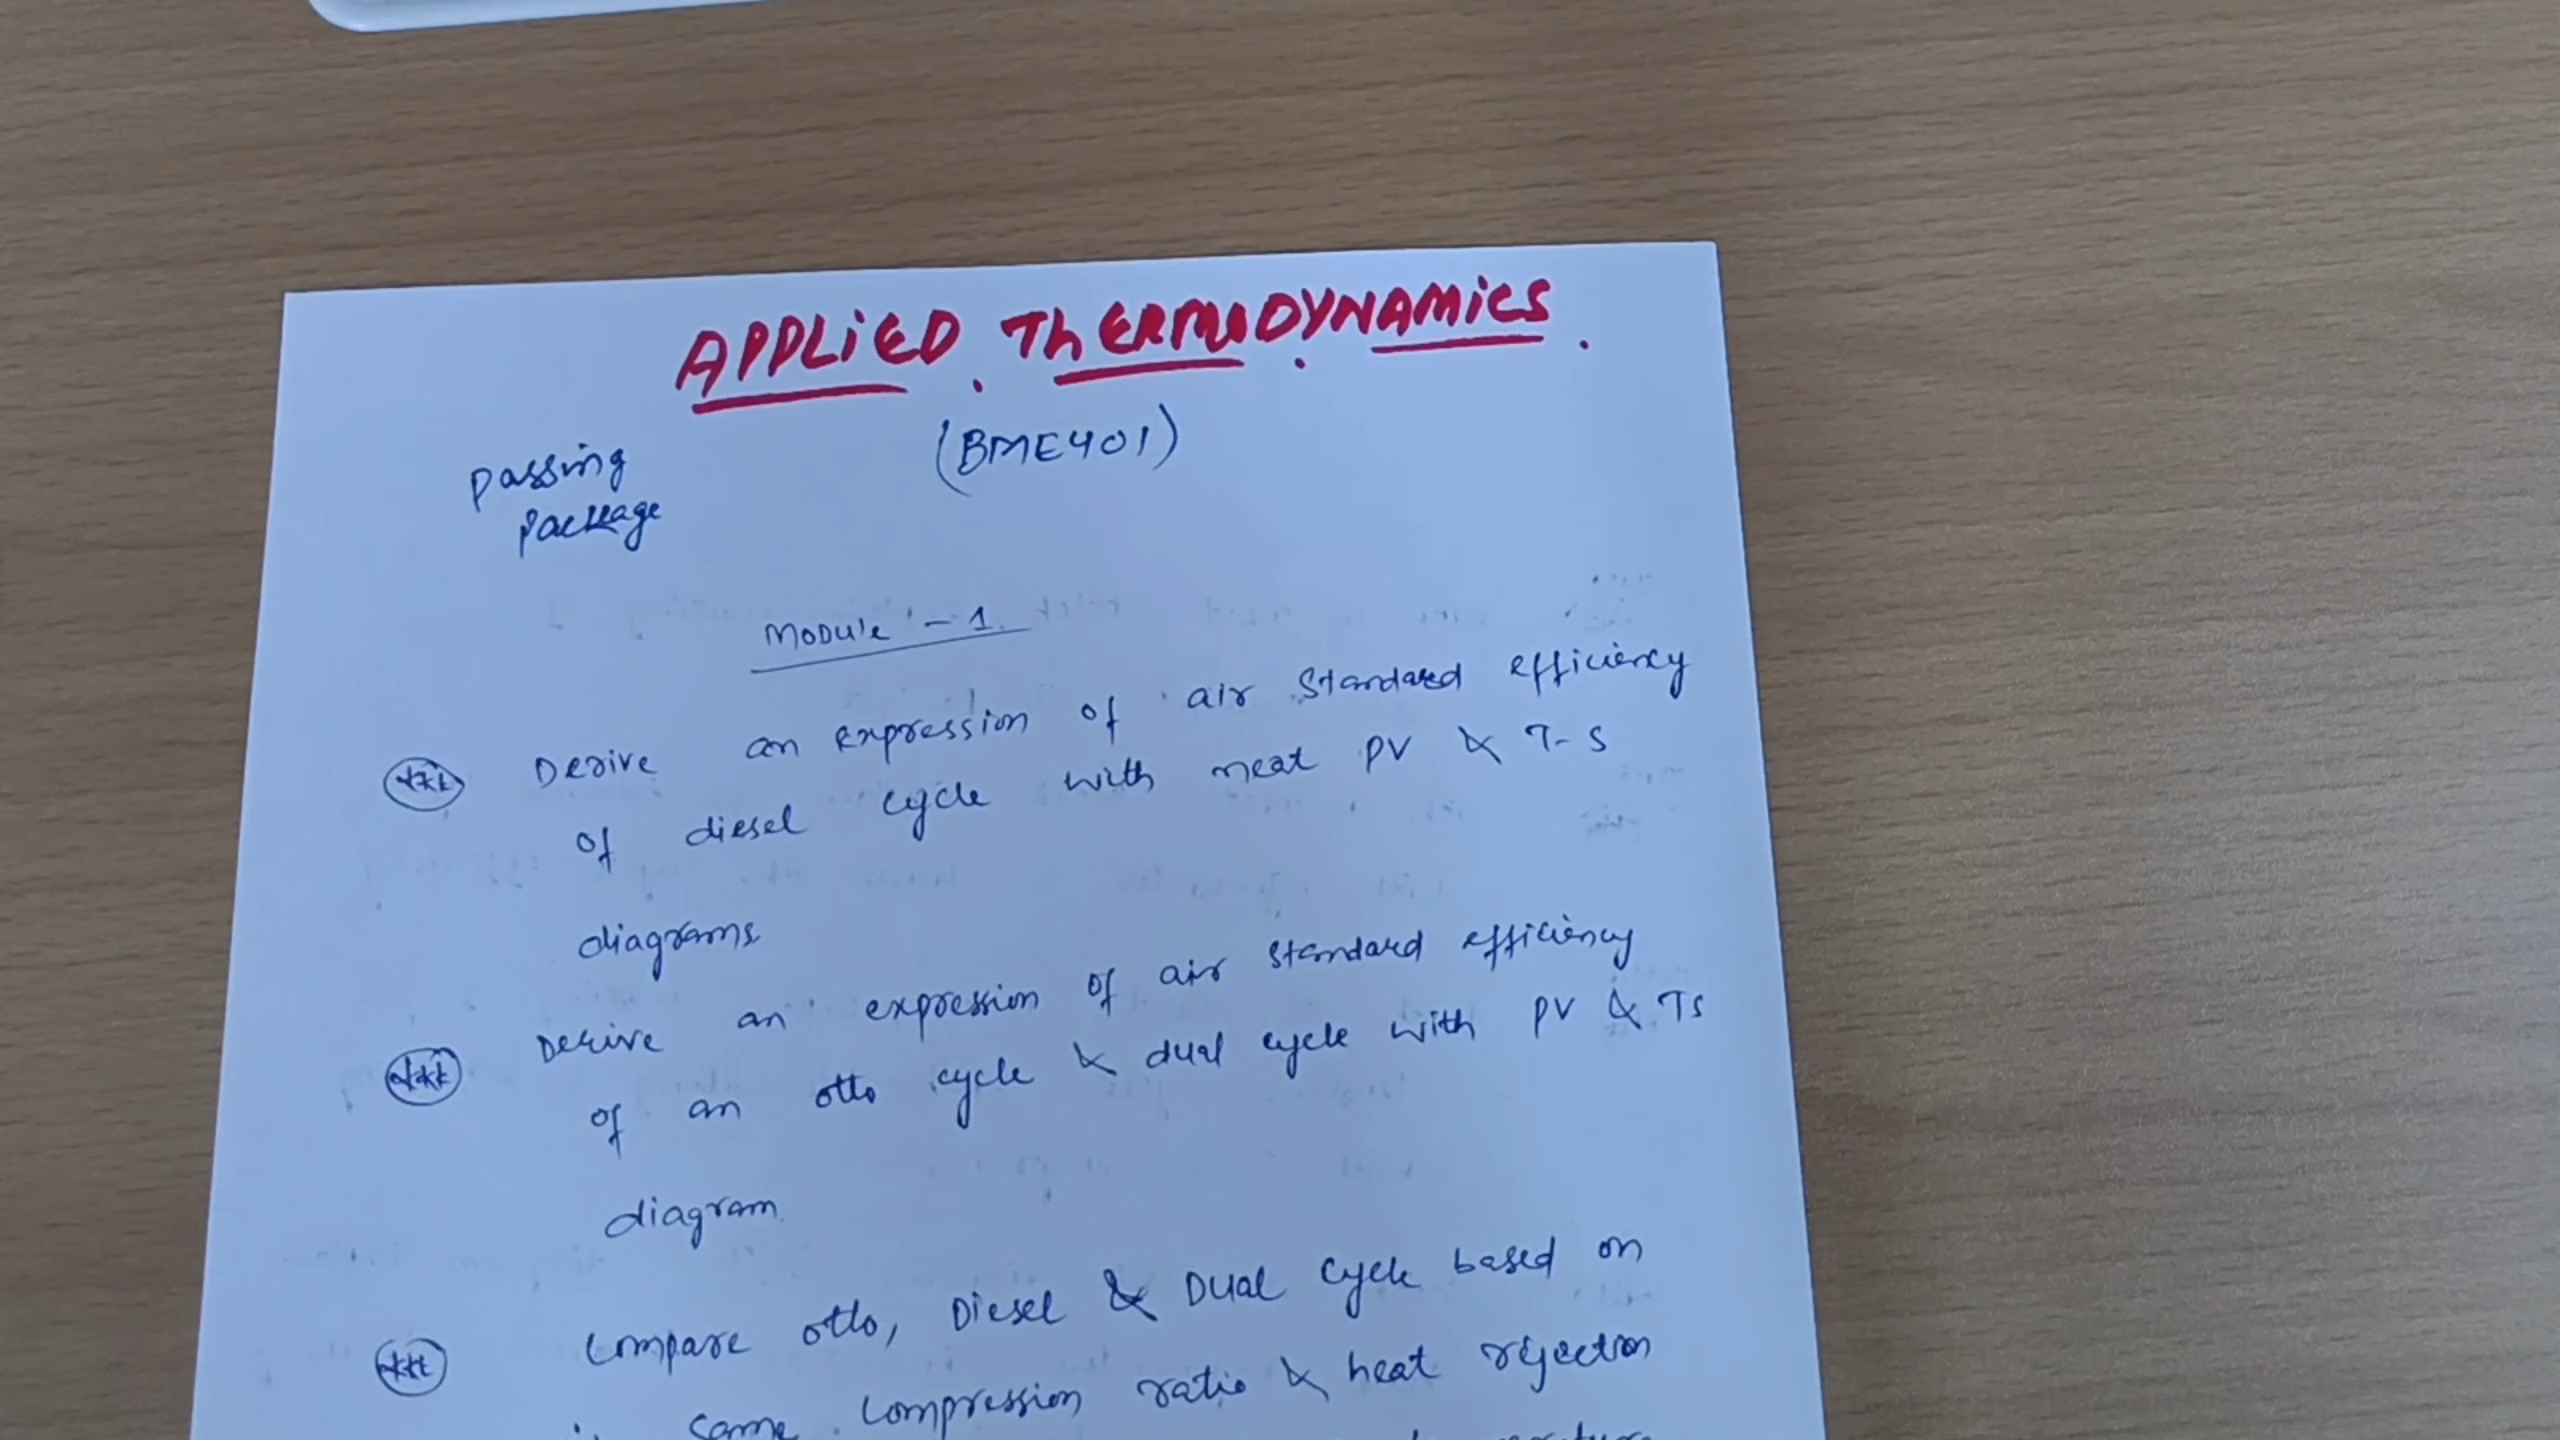 APPLiED ThERMODYNAMiCS.
(BME401)
passing
package
MODULe - 1.
*** Derive an expression of air standard efficiency
of diesel cycle with neat PV & T-S
diagrams
*** Derive an expression of air standard efficiency
of an otto cycle & dual cycle with PV & TS
diagram.
*** compare otto, Diesel & Dual cycle based on
same compression ratio & heat rejection